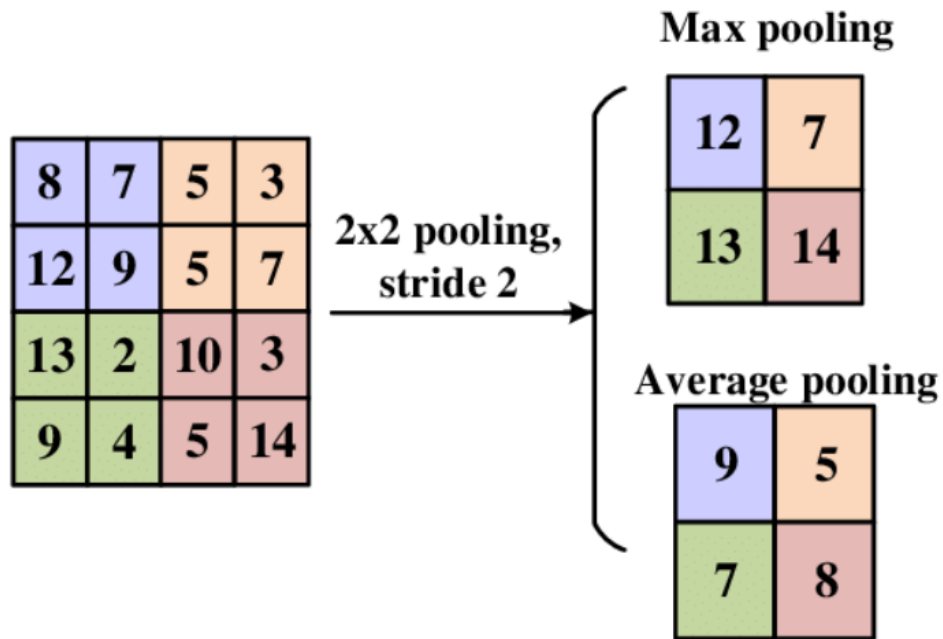 8 7 5 3
12 9 5 7
13 2 10 3
9 4 5 14
2x2 pooling,
stride 2
Max pooling
12 7
13 14
Average pooling
9 5
7 8